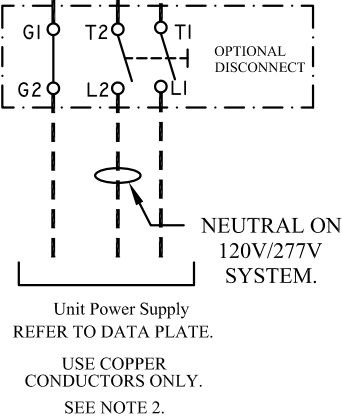 G1 T2 T1
OPTIONAL
DISCONNECT
G2 L2 L1
NEUTRAL ON
120V/277V
SYSTEM.
Unit Power Supply
REFER TO DATA PLATE.
USE COPPER
CONDUCTORS ONLY.
SEE NOTE 2.